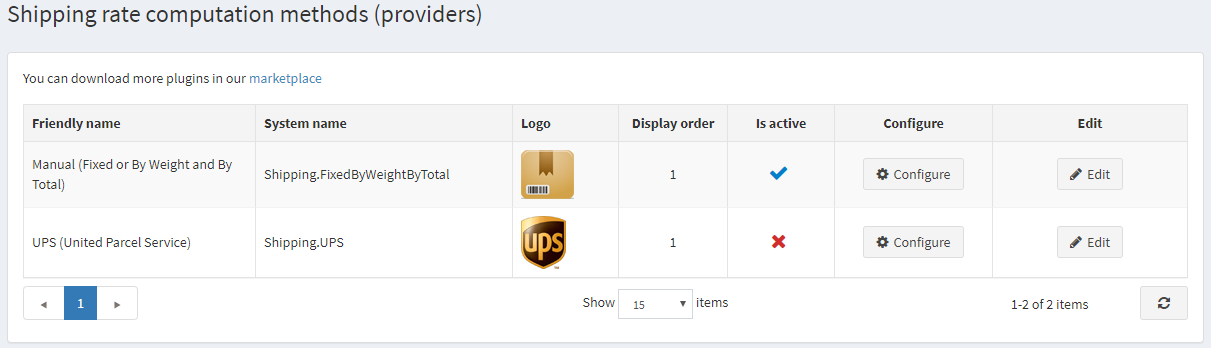 Shipping rate computation methods (providers)
You can download more plugins in our marketplace
Friendly name System name Logo Display order Is active Configure Edit
Manual (Fixed or By Weight and By
Total)
Shipping.FixedByWeightByTotal 1 Configure Edit
UPS (United Parcel Service) Shipping.UPS ups 1 Configure Edit
1 Show 15 items 1-2 of 2 items